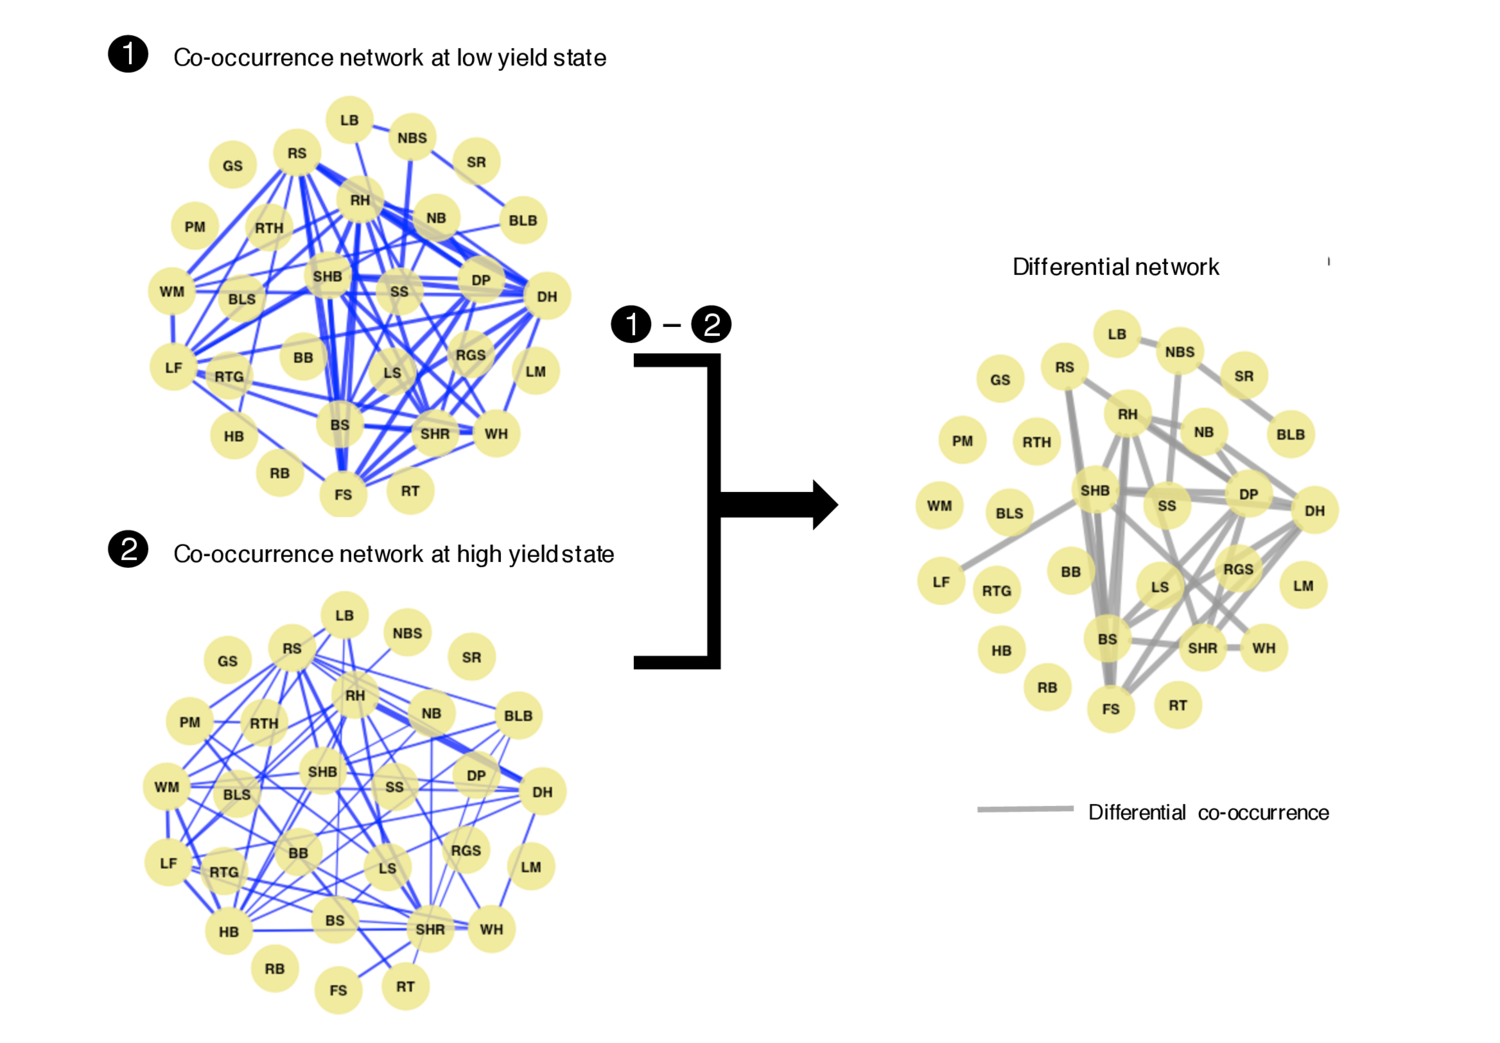 1 Co-occurrence network at low yield state
LB
NBS
RS
SR
GS
RH
NB
BLB
PM
RTH
SHB
DP
WM
BLS
SS
DH
BB
RGS
LF
RTG
LS
LM
BS
HB
SHR
WH
RB
FS
RT
2 Co-occurrence network at high yield state
LB
NBS
RS
SR
GS
RH
NB
BLB
PM
RTH
SHB
DP
WM
BLS
SS
DH
BB
RGS
LF
RTG
LS
LM
BS
HB
SHR
WH
RB
FS
RT
1 – 2
Differential network
LB
NBS
RS
SR
GS
RH
NB
BLB
PM
RTH
SHB
DP
WM
BLS
SS
DH
BB
RGS
LF
RTG
LS
LM
BS
HB
SHR
WH
RB
FS
RT
Differential co-occurrence